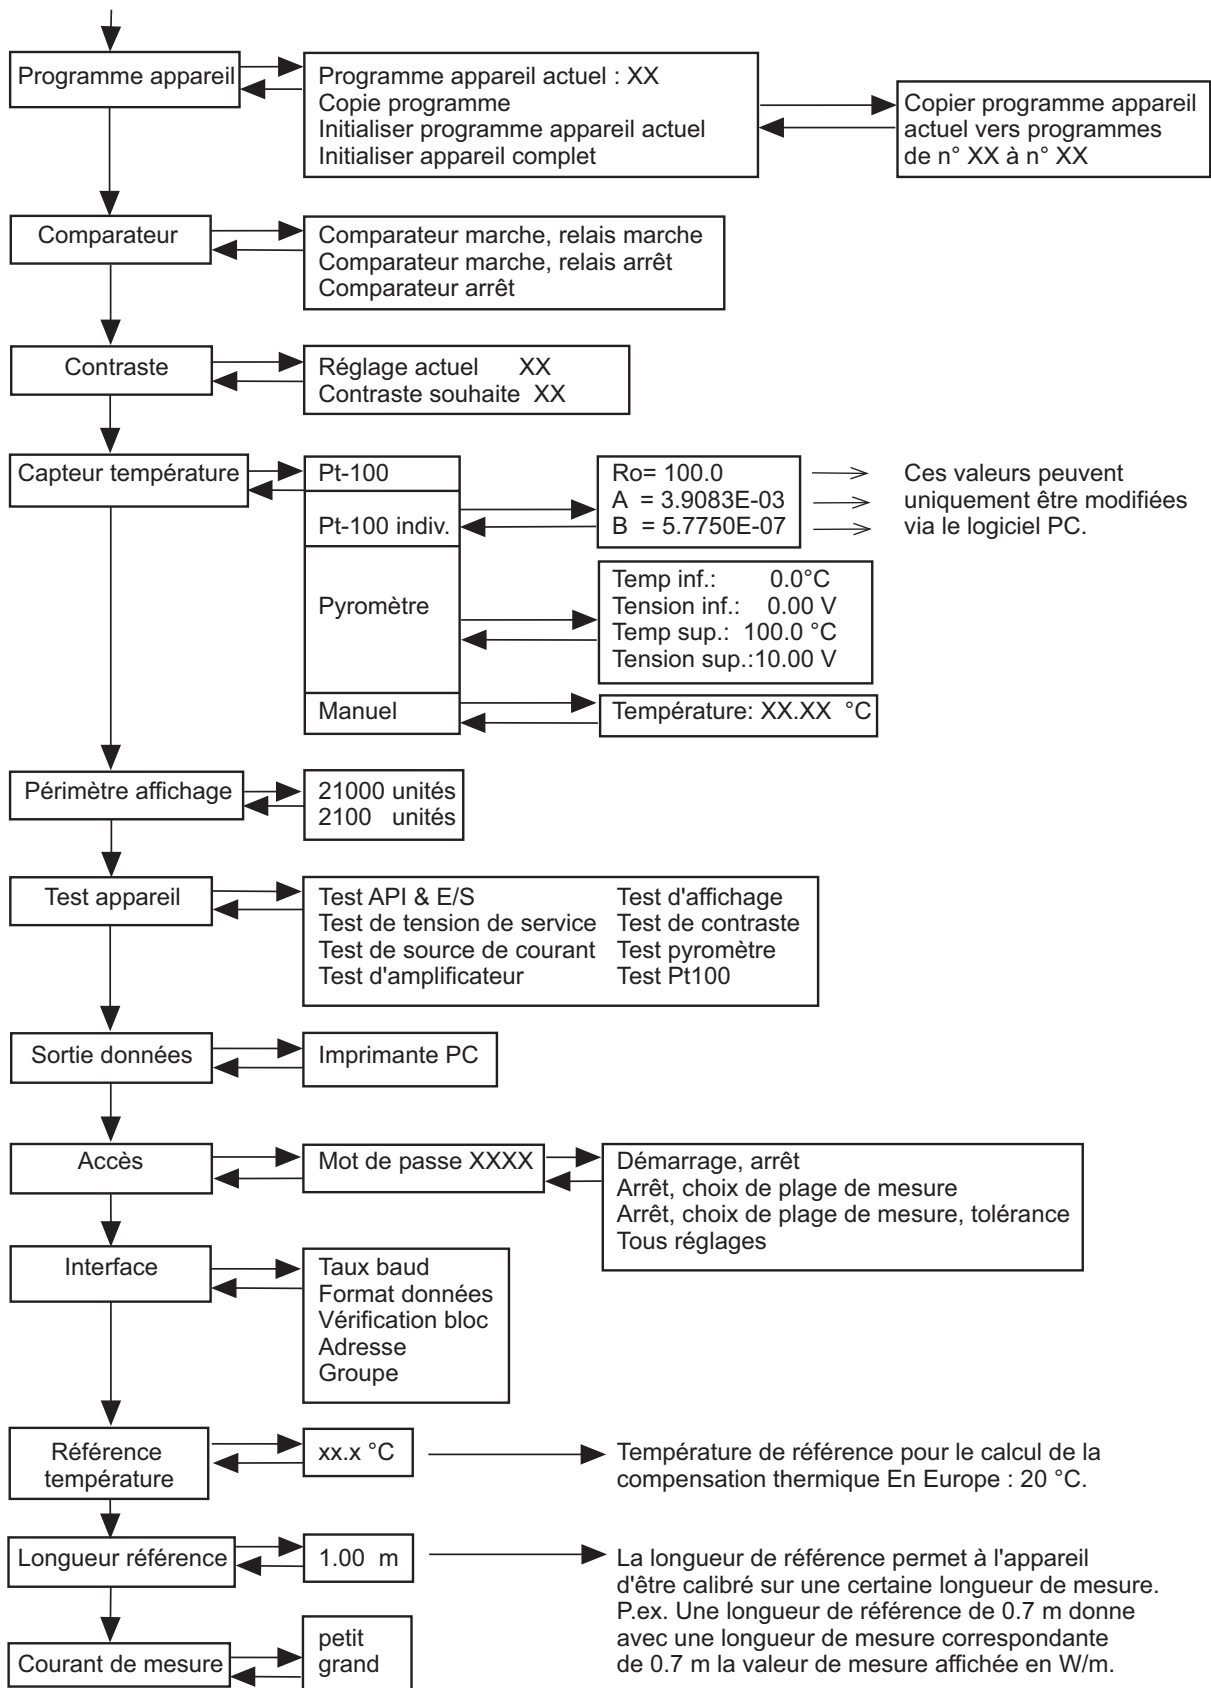 Programme appareil
Programme appareil actuel : XX
Copie programme
Initialiser programme appareil actuel
Initialiser appareil complet
Copier programme appareil
actuel vers programmes
de n° XX à n° XX
Comparateur
Comparateur marche, relais marche
Comparateur marche, relais arrêt
Comparateur arrêt
Contraste
Réglage actuel XX
Contraste souhaite XX
Capteur température
Pt-100
Pt-100 indiv.
Ro= 100.0
A = 3.9083E-03
B = 5.7750E-07
Ces valeurs peuvent
uniquement être modifiées
via le logiciel PC.
Pyromètre
Temp inf.: 0.0°C
Tension inf.: 0.00 V
Temp sup.: 100.0 °C
Tension sup.:10.00 V
Manuel
Température: XX.XX °C
Périmètre affichage
21000 unités
2100 unités
Test appareil
Test API & E/S Test d'affichage
Test de tension de service Test de contraste
Test de source de courant Test pyromètre
Test d'amplificateur Test Pt100
Sortie données
Imprimante PC
Accès
Mot de passe XXXX
Démarrage, arrêt
Arrêt, choix de plage de mesure
Arrêt, choix de plage de mesure, tolérance
Tous réglages
Interface
Taux baud
Format données
Vérification bloc
Adresse
Groupe
Référence
température
xx.x °C
Température de référence pour le calcul de la
compensation thermique En Europe : 20 °C.
Longueur référence
1.00 m
La longueur de référence permet à l'appareil
d'être calibré sur une certaine longueur de mesure.
P.ex. Une longueur de référence de 0.7 m donne
avec une longueur de mesure correspondante
de 0.7 m la valeur de mesure affichée en W/m.
Courant de mesure
petit
grand